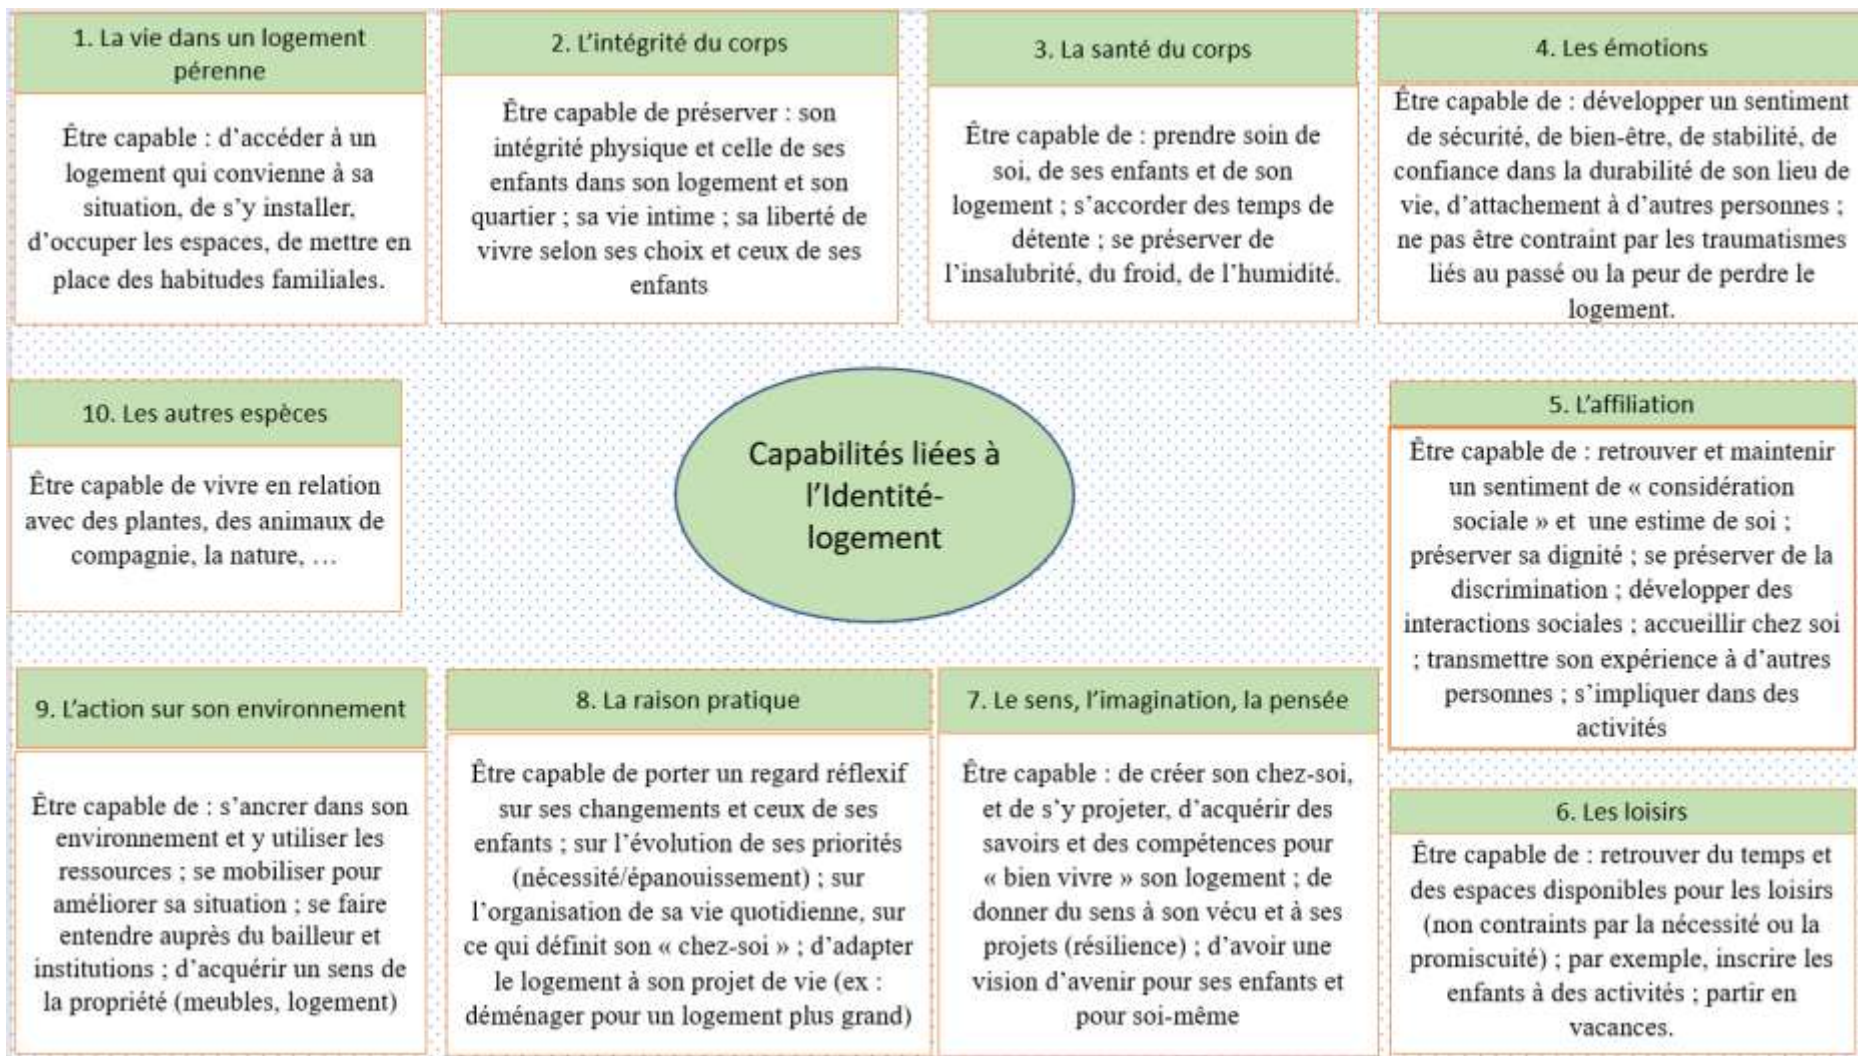 1. La vie dans un logement
pérenne
Être capable : d'accéder à un
logement qui convienne à sa
situation, de s'y installer,
d'occuper les espaces, de mettre en
place des habitudes familiales.
2. L'intégrité du corps
Être capable de préserver : son
intégrité physique et celle de ses
enfants dans son logement et son
quartier ; sa vie intime ; sa liberté de
vivre selon ses choix et ceux de ses
enfants
3. La santé du corps
Être capable de : prendre soin de
soi, de ses enfants et de son
logement ; s'accorder des temps de
détente ; se préserver de
l'insalubrité, du froid, de l'humidité.
4. Les émotions
Être capable de : développer un sentiment
de sécurité, de bien-être, de stabilité, de
confiance dans la durabilité de son lieu de
vie, d'attachement à d'autres personnes ;
ne pas être contraint par les traumatismes
liés au passé ou la peur de perdre le
logement.
10. Les autres espèces
Être capable de vivre en relation
avec des plantes, des animaux de
compagnie, la nature, …
Capabilités liées à
l'Identité-
logement
5. L'affiliation
Être capable de : retrouver et maintenir
un sentiment de « considération
sociale » et une estime de soi ;
préserver sa dignité ; se préserver de la
discrimination ; développer des
interactions sociales ; accueillir chez soi
; transmettre son expérience à d'autres
personnes ; s'impliquer dans des
activités
9. L'action sur son environnement
Être capable de : s'ancrer dans son
environnement et y utiliser les
ressources ; se mobiliser pour
améliorer sa situation ; se faire
entendre auprès du bailleur et
institutions ; d'acquérir un sens de
la propriété (meubles, logement)
8. La raison pratique
Être capable de porter un regard réflexif
sur ses changements et ceux de ses
enfants ; sur l'évolution de ses priorités
(nécessité/épanouissement) ; sur
l'organisation de sa vie quotidienne, sur
ce qui définit son « chez-soi » ; d'adapter
le logement à son projet de vie (ex :
déménager pour un logement plus grand)
7. Le sens, l'imagination, la pensée
Être capable : de créer son chez-soi,
et de s'y projeter, d'acquérir des
savoirs et des compétences pour
« bien vivre » son logement ; de
donner du sens à son vécu et à ses
projets (résilience) ; d'avoir une
vision d'avenir pour ses enfants et
pour soi-même
6. Les loisirs
Être capable de : retrouver du temps et
des espaces disponibles pour les loisirs
(non contraints par la nécessité ou la
promiscuité) ; par exemple, inscrire les
enfants à des activités ; partir en
vacances.